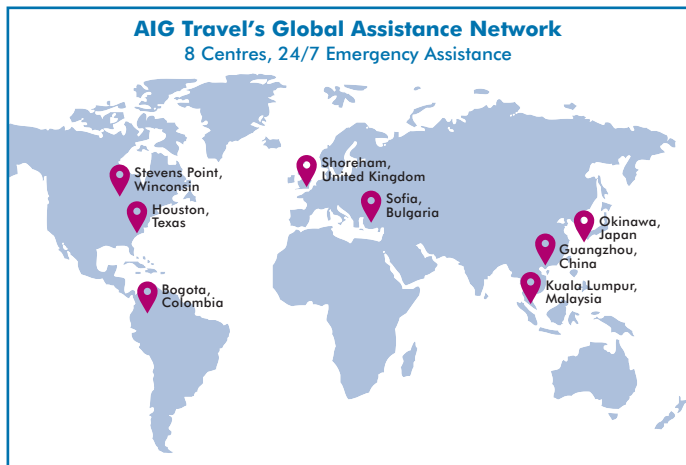 AIG Travel's Global Assistance Network
8 Centres, 24/7 Emergency Assistance
Stevens Point,
Winconsin
Houston,
Texas
Bogota,
Colombia
Shoreham,
United Kingdom
Sofia,
Bulgaria
Okinawa,
Japan
Guangzhou,
China
Kuala Lumpur,
Malaysia